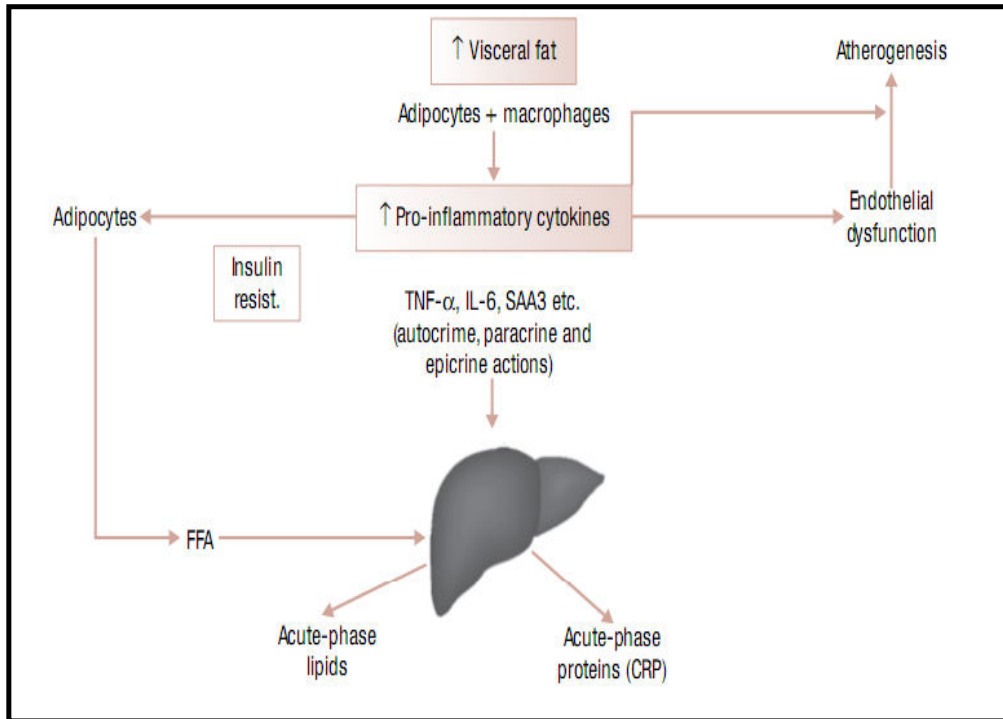 ↑ Visceral fat
Atherogenesis
Adipocytes + macrophages
Adipocytes
↑ Pro-inflammatory cytokines
Endothelial
dysfunction
Insulin
resist.
TNF-α, IL-6, SAA3 etc.
(autocrime, paracrine and
epicrine actions)
FFA
Acute-phase
lipids
Acute-phase
proteins (CRP)